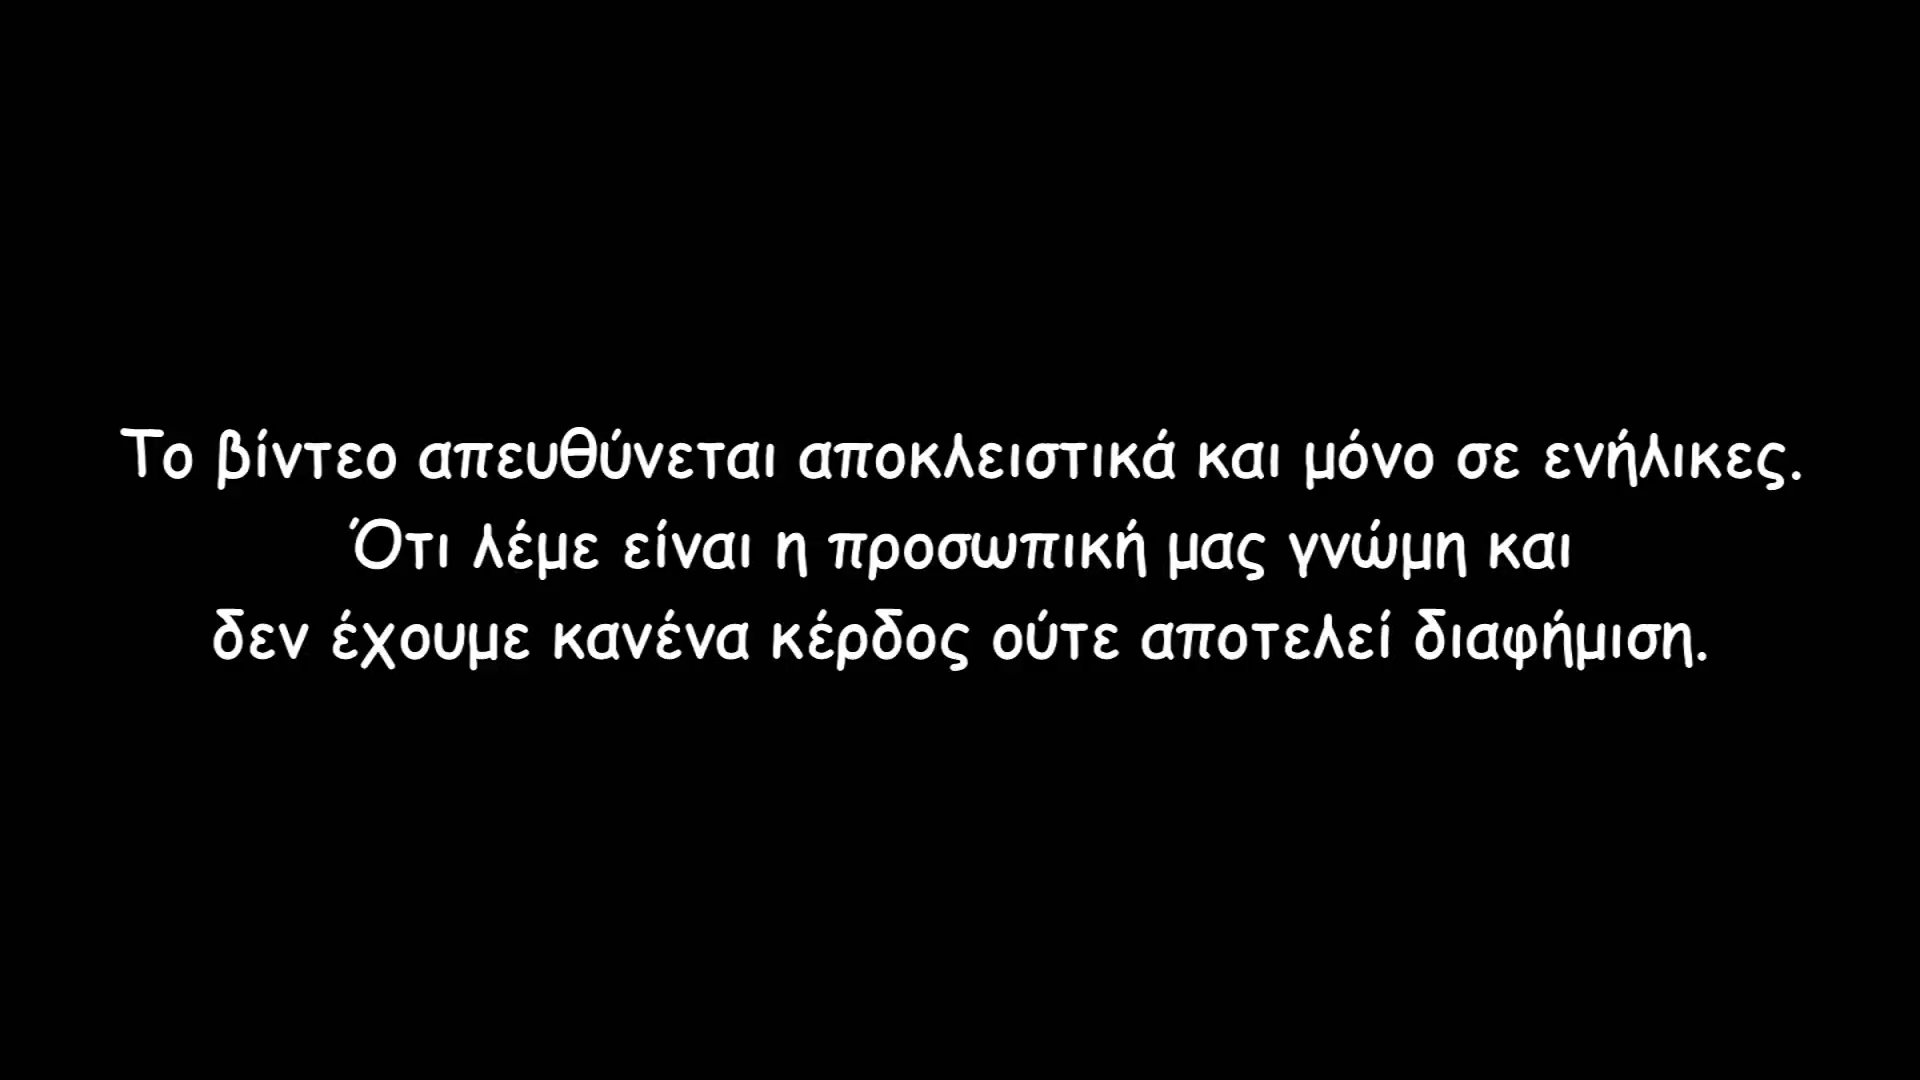 Το βίντεο απευθύνεται αποκλειστικά και μόνο σε ενήλικες.
Ότι λέμε είναι η προσωπική μας γνώμη και
δεν έχουμε κανένα κέρδος ούτε αποτελεί διαφήμιση.